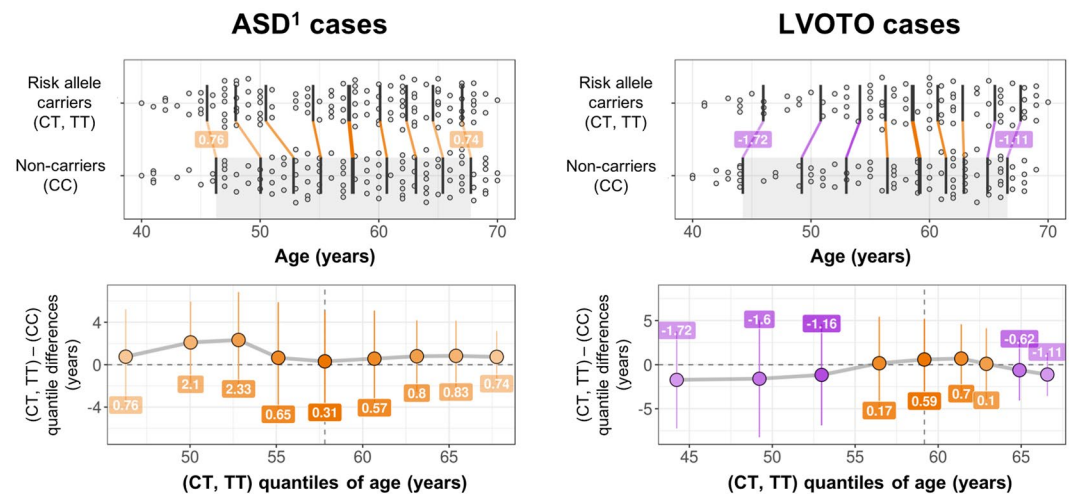 ASD¹ cases
Risk allele
carriers
(CT, TT)
Non-carriers
(CC)
0.76
0.74
40
50
60
70
Age (years)
(CT, TT) – (CC)
quantile differences
(years)
4
0
-4
0.76
2.1
2.33
0.65
0.31
0.57
0.8
0.83
0.74
50
55
60
65
(CT, TT) quantiles of age (years)
LVOTO cases
Risk allele
carriers
(CT, TT)
Non-carriers
(CC)
-1.72
-1.11
40
50
60
70
Age (years)
(CT, TT) – (CC)
quantile differences
(years)
5
0
-5
-1.72
-1.6
-1.16
0.17
0.59
0.7
0.1
-0.62
-1.11
45
50
55
60
65
(CT, TT) quantiles of age (years)